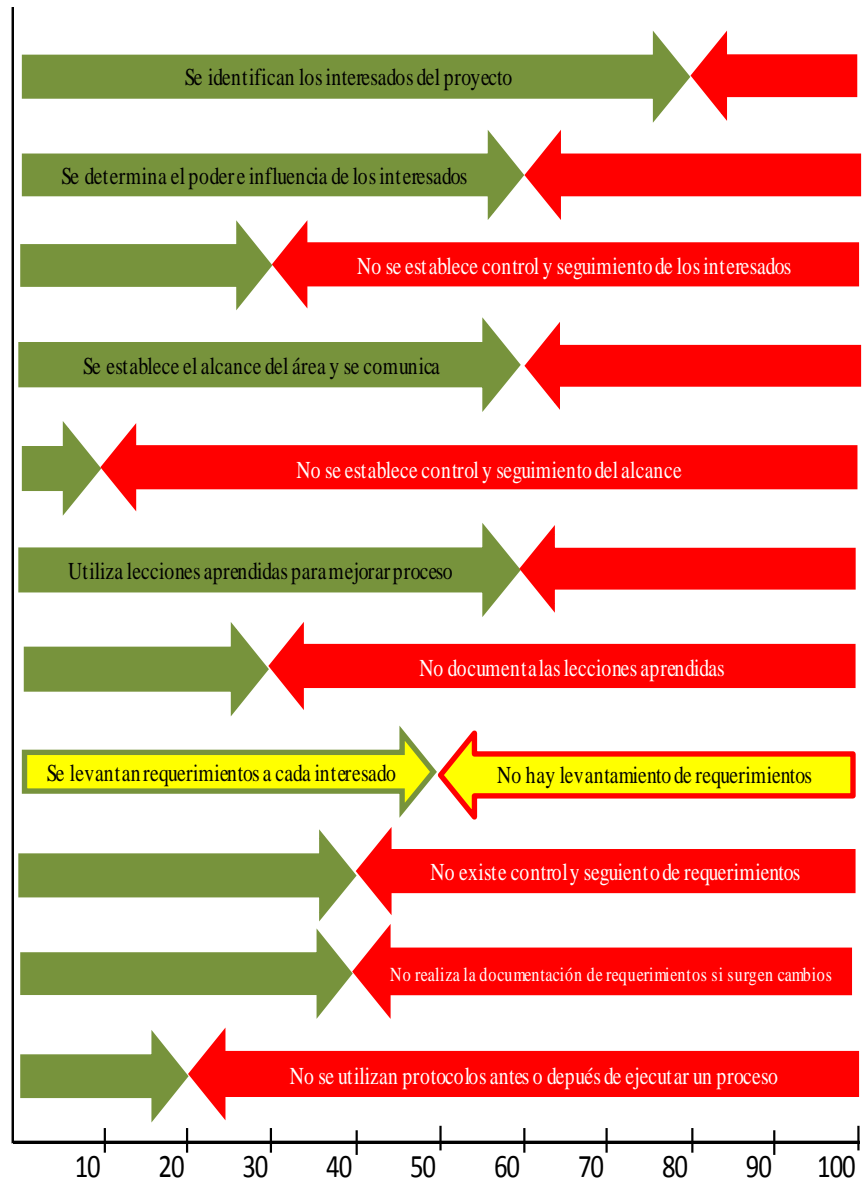 Se identifican los interesados del proyecto
Se determina el poder e influencia de los interesados
No se establece control y seguimiento de los interesados
Se establece el alcance del área y se comunica
No se establece control y seguimiento del alcance
Utiliza lecciones aprendidas para mejorar proceso
No documenta las lecciones aprendidas
Se levantan requerimientos a cada interesado No hay levantamiento de requerimientos
No existe control y seguiento de requerimientos
No realiza la documentación de requerimientos si surgen cambios
No se utilizan protocolos antes o depués de ejecutar un proceso
10 20 30 40 50 60 70 80 90 100